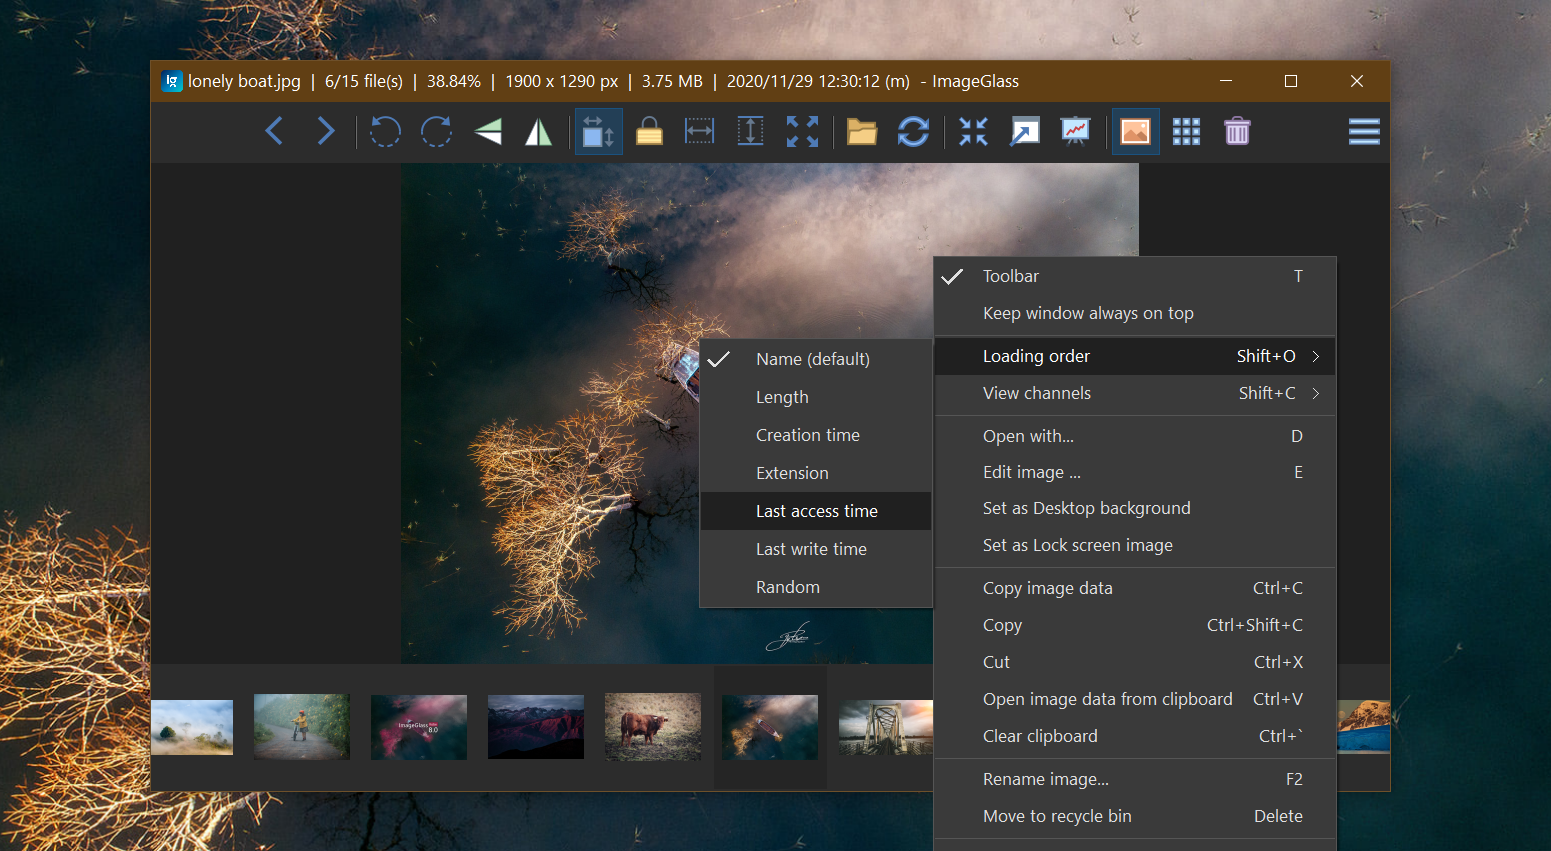 lonely boat.jpg | 6/15 file(s) | 38.84% | 1900 x 1290 px | 3.75 MB | 2020/11/29 12:30:12 (m) - ImageGlass
Toolbar T
Keep window always on top
Loading order Shift+O
View channels Shift+C
Open with... D
Edit image ... E
Set as Desktop background
Set as Lock screen image
Copy image data Ctrl+C
Copy Ctrl+Shift+C
Cut Ctrl+X
Open image data from clipboard Ctrl+V
Clear clipboard Ctrl+`
Rename image... F2
Move to recycle bin Delete
Name (default)
Length
Creation time
Extension
Last access time
Last write time
Random
ImageGlass
8.0